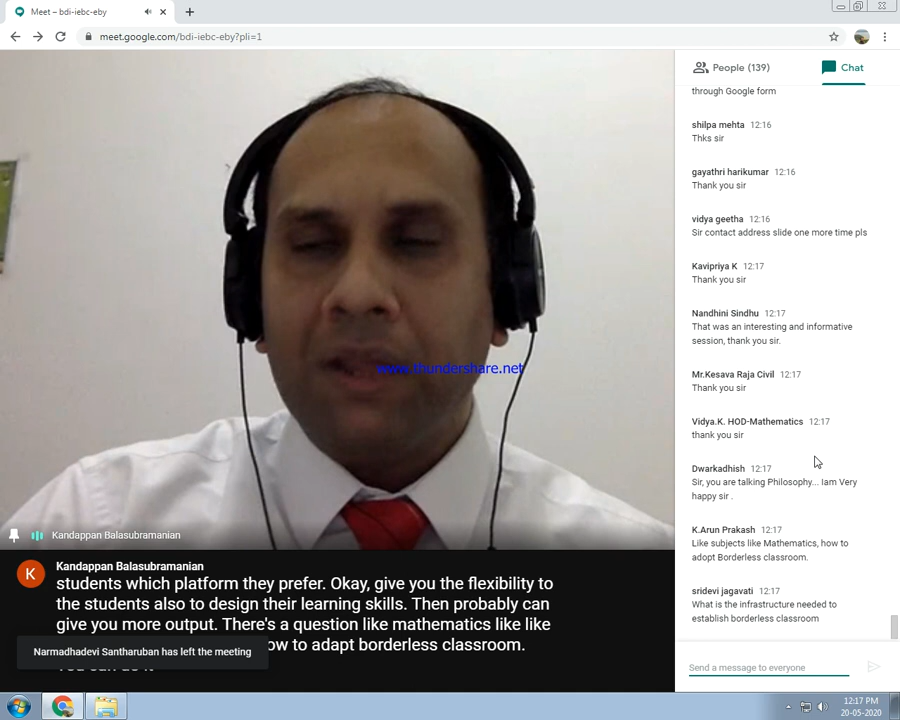 Meet – bdi-iebc-eby
meet.google.com/bdi-iebc-eby?pli=1
People (139)
Chat
through Google form
shilpa mehta 12:16
Thks sir
gayathri harikumar 12:16
Thank you sir
vidya geetha 12:16
Sir contact address slide one more time pls
Kavipriya K 12:17
Thank you sir
Nandhini Sindhu 12:17
That was an interesting and informative
session, thank you sir.
Mr.Kesava Raja Civil 12:17
Thank you sir
Vidya.K. HOD-Mathematics 12:17
thank you sir
Dwarkadhish 12:17
Sir, you are talking Philosophy... Iam Very
happy sir .
K.Arun Prakash 12:17
Like subjects like Mathematics, how to
adopt Borderless classroom.
sridevi jagavati 12:17
What is the infrastructure needed to
establish borderless classroom
Send a message to everyone
www.thundershare.net
Kandappan Balasubramanian
K
Kandappan Balasubramanian
students which platform they prefer. Okay, give you the flexibility to
the students also to design their learning skills. Then probably can
give you more output. There's a question like mathematics like like
ow to adapt borderless classroom.
Narmadhadevi Santharuban has left the meeting
12:17 PM
20-05-2020